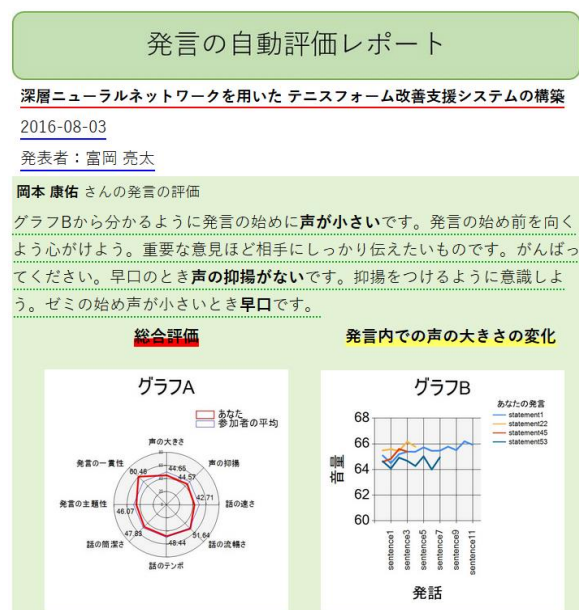 発言の自動評価レポート
深層ニューラルネットワークを用いた テニスフォーム改善支援システムの構築
2016-08-03
発表者：富岡 亮太
岡本 康佑 さんの発言の評価
グラフBから分かるように発言の始めに声が小さいです。発言の始め前を向く
よう心がけよう。重要な意見ほど相手にしっかり伝えたいものです。がんばっ
てください。早口のとき声の抑揚がないです。抑揚をつけるように意識しよ
う。ゼミの始め声が小さいとき早口です。
総合評価
グラフA
あなた
参加者の平均
声の大きさ
声の抑揚
話の速さ
話の流暢さ
話のテンポ
話の簡潔さ
発言の主題性
発言の一貫性
44.65
44.57
42.71
51.64
48.44
46.07
60.48
発言内での声の大きさの変化
グラフB
あなたの発言
statement1
statement22
statement45
statement53
音量
68
66
64
62
60
sentence1
sentence3
sentence5
sentence7
sentence9
sentence11
発話